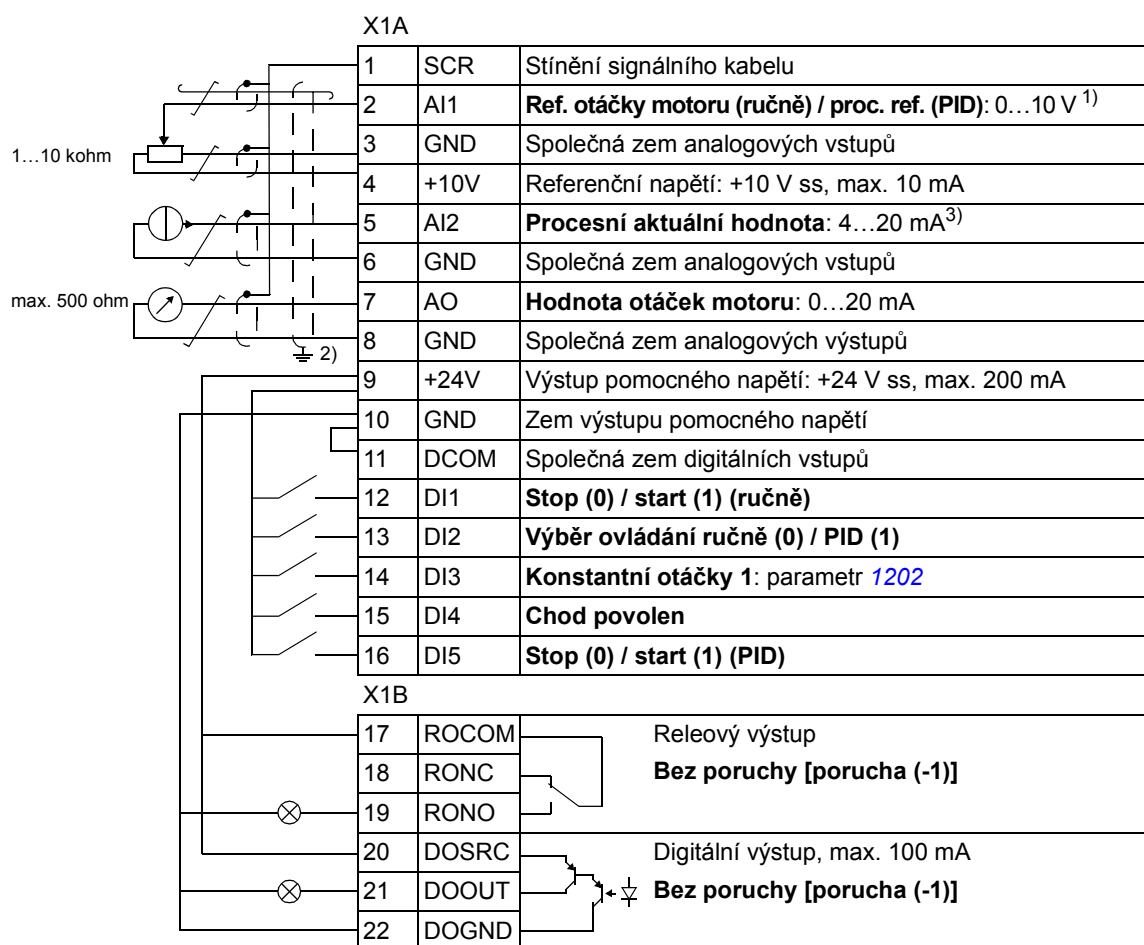 X1A
1 SCR Stínění signálního kabelu
2 AI1 Ref. otáčky motoru (ručně) / proc. ref. (PID): 0…10 V 1)
1…10 kohm
3 GND Společná zem analogových vstupů
4 +10V Referenční napětí: +10 V ss, max. 10 mA
5 AI2 Procesní aktuální hodnota: 4…20 mA3)
6 GND Společná zem analogových vstupů
max. 500 ohm
7 AO Hodnota otáček motoru: 0…20 mA
8 GND Společná zem analogových výstupů
2)
9 +24V Výstup pomocného napětí: +24 V ss, max. 200 mA
10 GND Zem výstupu pomocného napětí
11 DCOM Společná zem digitálních vstupů
12 DI1 Stop (0) / start (1) (ručně)
13 DI2 Výběr ovládání ručně (0) / PID (1)
14 DI3 Konstantní otáčky 1: parametr 1202
15 DI4 Chod povolen
16 DI5 Stop (0) / start (1) (PID)
X1B
17 ROCOM Releový výstup
18 RONC Bez poruchy [porucha (-1)]
19 RONO
20 DOSRC Digitální výstup, max. 100 mA
21 DOOUT Bez poruchy [porucha (-1)]
22 DOGND